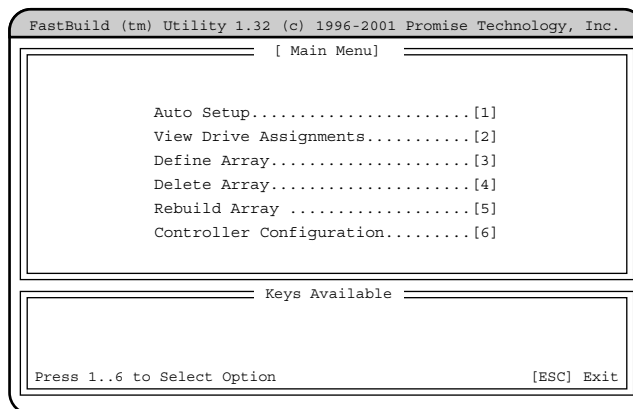 FastBuild (tm) Utility 1.32 (c) 1996-2001 Promise Technology, Inc.
[ Main Menu]
Auto Setup.......................[1]
View Drive Assignments...........[2]
Define Array.....................[3]
Delete Array.....................[4]
Rebuild Array ...................[5]
Controller Configuration.........[6]
Keys Available
Press 1..6 to Select Option [ESC] Exit